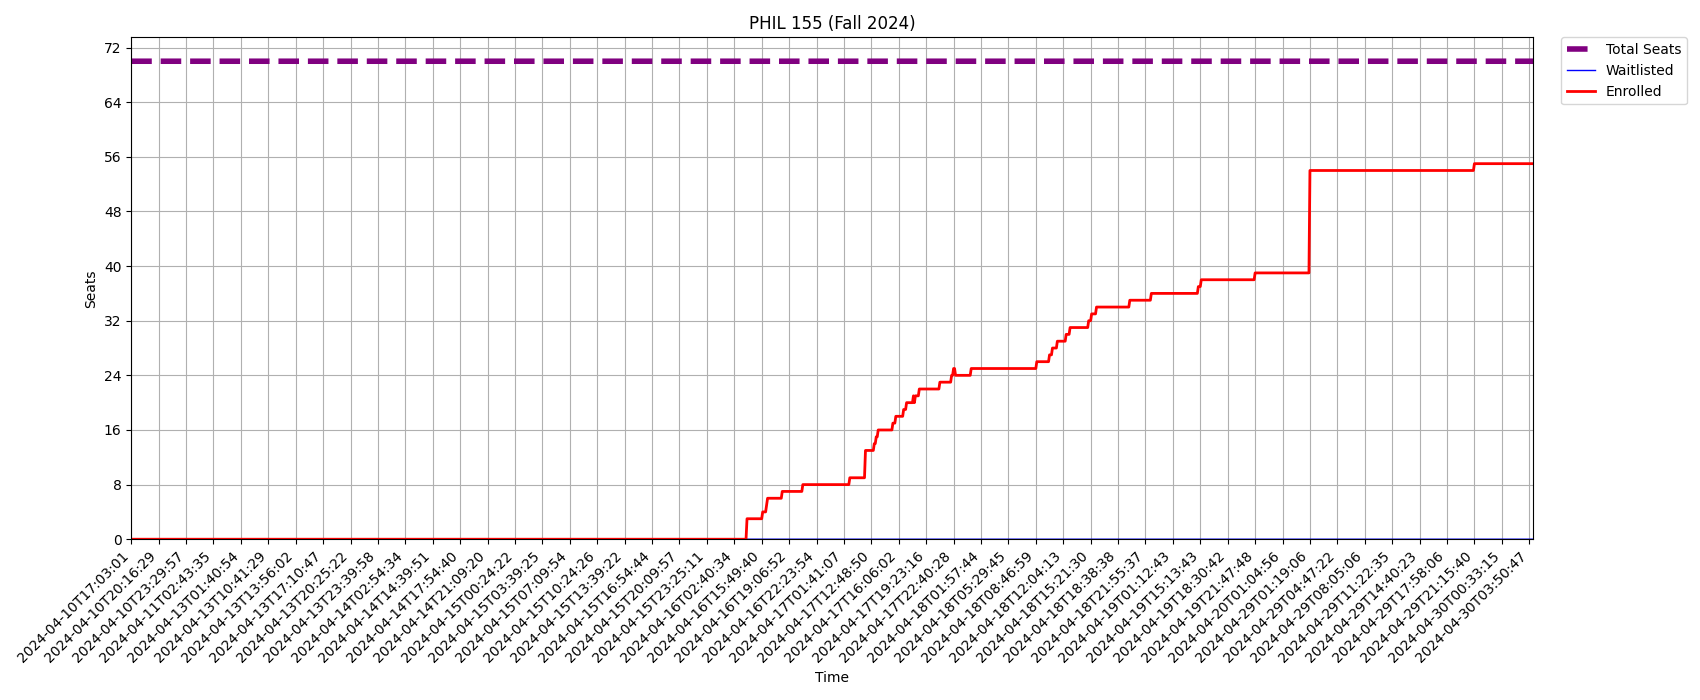 PHIL 155 (Fall 2024)
Total Seats
Waitlisted
Enrolled
72
64
56
48
40
32
24
16
8
0
Seats
2024-04-10T17:03:01
2024-04-10T20:16:29
2024-04-10T23:29:57
2024-04-11T02:43:35
2024-04-13T01:40:54
2024-04-13T10:41:29
2024-04-13T13:56:02
2024-04-13T17:10:47
2024-04-13T20:25:22
2024-04-13T23:39:58
2024-04-14T02:54:34
2024-04-14T14:39:51
2024-04-14T17:54:40
2024-04-14T21:09:20
2024-04-15T00:24:22
2024-04-15T03:39:25
2024-04-15T07:09:54
2024-04-15T10:24:26
2024-04-15T13:39:22
2024-04-15T16:54:44
2024-04-15T20:09:57
2024-04-15T23:25:11
2024-04-16T02:40:34
2024-04-16T15:49:40
2024-04-16T19:06:52
2024-04-16T22:23:54
2024-04-17T01:41:07
2024-04-17T12:48:50
2024-04-17T16:06:02
2024-04-17T19:23:16
2024-04-17T22:40:28
2024-04-18T01:57:44
2024-04-18T05:29:45
2024-04-18T08:46:59
2024-04-18T12:04:13
2024-04-18T15:21:30
2024-04-18T18:38:38
2024-04-18T21:55:37
2024-04-19T01:12:43
2024-04-19T15:13:43
2024-04-19T18:30:42
2024-04-19T21:47:48
2024-04-20T01:04:56
2024-04-29T01:19:06
2024-04-29T04:47:22
2024-04-29T08:05:06
2024-04-29T11:22:35
2024-04-29T14:40:23
2024-04-29T17:58:06
2024-04-29T21:15:40
2024-04-30T00:33:15
2024-04-30T03:50:47
Time